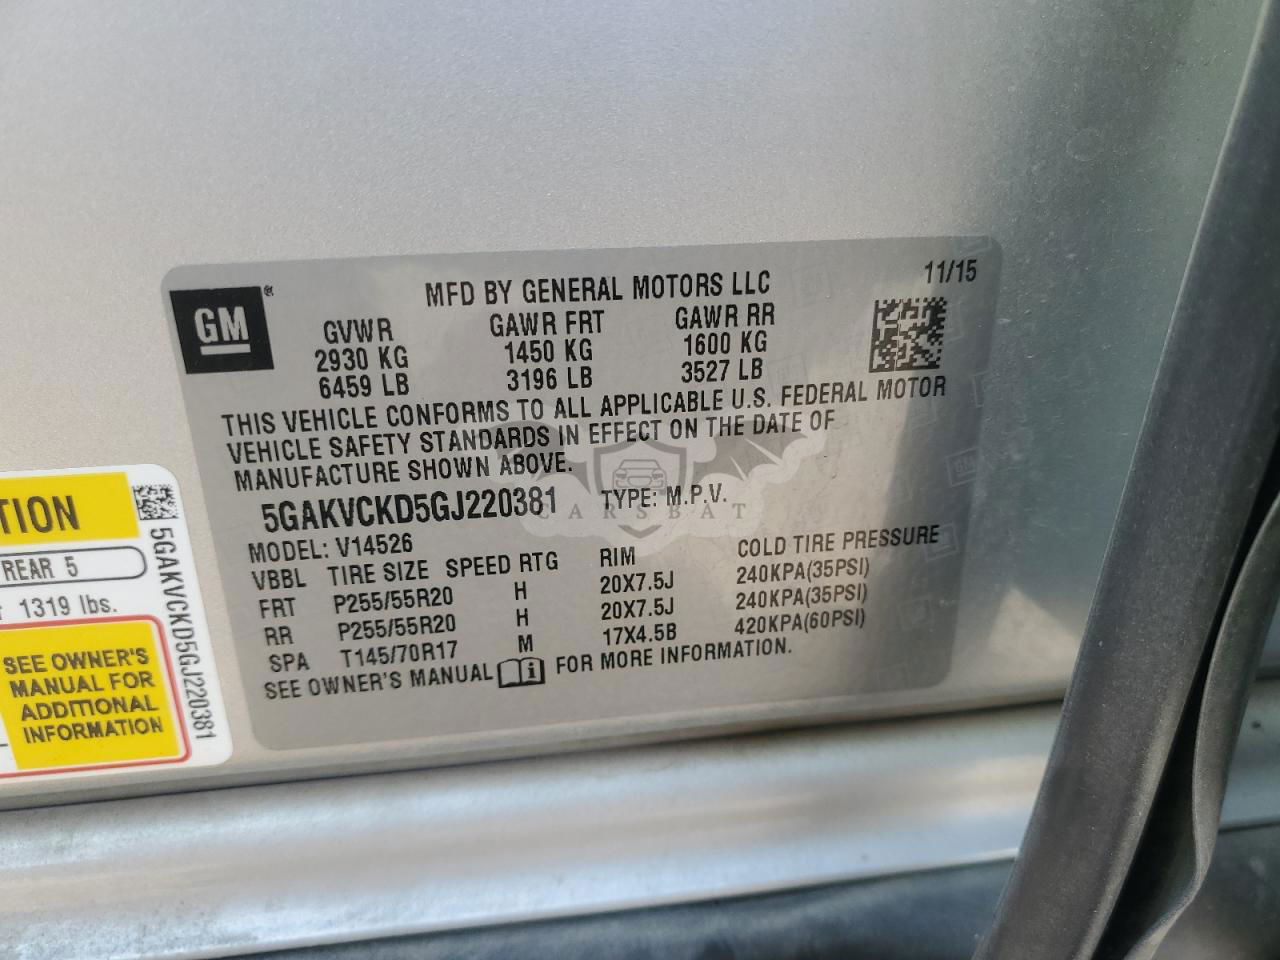 GM®
MFD BY GENERAL MOTORS LLC
11/15
GVWR GAWR FRT GAWR RR
2930 KG 1450 KG 1600 KG
6459 LB 3196 LB 3527 LB
THIS VEHICLE CONFORMS TO ALL APPLICABLE U.S. FEDERAL MOTOR
VEHICLE SAFETY STANDARDS IN EFFECT ON THE DATE OF
MANUFACTURE SHOWN ABOVE.
5GAKVCKD5GJ220381 TYPE: M.P.V.
CARSBAT
MODEL: V14526
VBBL TIRE SIZE SPEED RTG RIM COLD TIRE PRESSURE
FRT P255/55R20 H 20X7.5J 240KPA(35PSI)
RR P255/55R20 H 20X7.5J 240KPA(35PSI)
SPA T145/70R17 M 17X4.5B 420KPA(60PSI)
SEE OWNER'S MANUAL FOR MORE INFORMATION.
TION
REAR 5
1319 lbs.
SEE OWNER'S
MANUAL FOR
ADDITIONAL
INFORMATION
5GAKVCKD5GJ220381